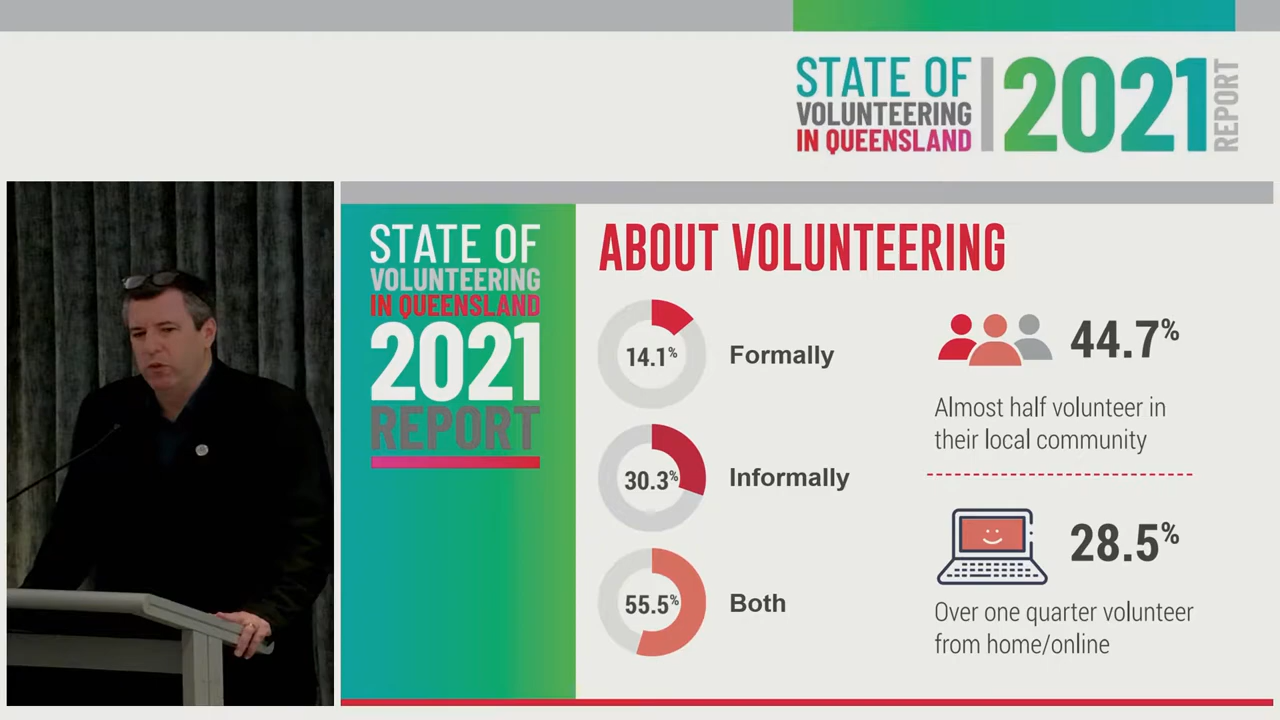 STATE OF
VOLUNTEERING
IN QUEENSLAND
2021
REPORT
STATE OF
VOLUNTEERING
IN QUEENSLAND
2021
REPORT
ABOUT VOLUNTEERING
14.1%
Formally
30.3%
Informally
55.5%
Both
44.7%
Almost half volunteer in
their local community
28.5%
Over one quarter volunteer
from home/online